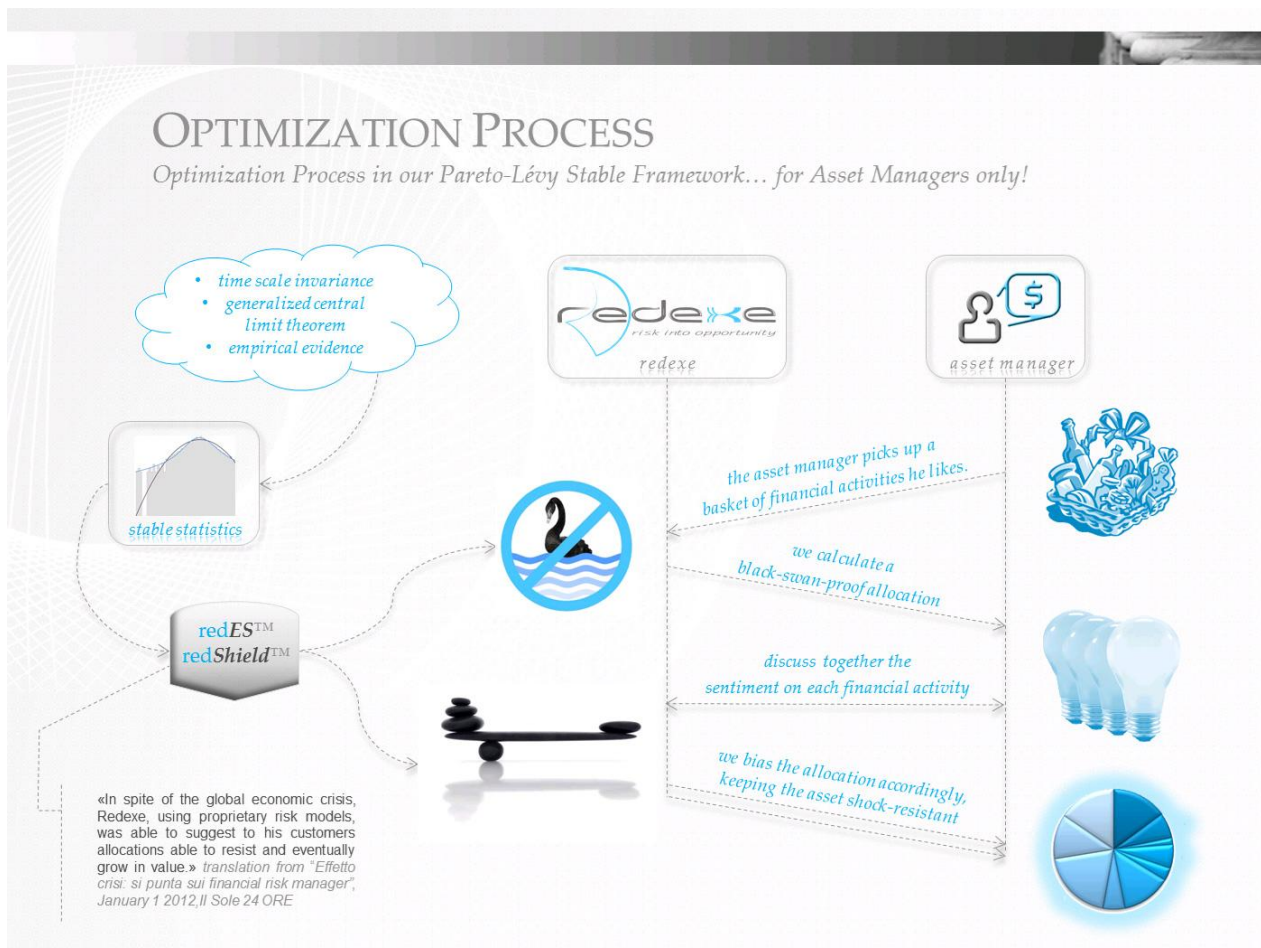 OPTIMIZATION PROCESS
Optimization Process in our Pareto-Lévy Stable Framework... for Asset Managers only!
• time scale invariance
• generalized central
limit theorem
• empirical evidence
redexe
risk into opportunity
redexe
$
asset manager
stable statistics
the asset manager picks up a
basket of financial activities he likes.
we calculate a
black-swan-proof allocation
redES™
redShield™
discuss together the
sentiment on each financial activity
we bias the allocation accordingly,
keeping the asset shock-resistant
«In spite of the global economic crisis,
Redexe, using proprietary risk models,
was able to suggest to his customers
allocations able to resist and eventually
grow in value.» translation from "Effetto
crisi: si punta sui financial risk manager",
January 1 2012,Il Sole 24 ORE